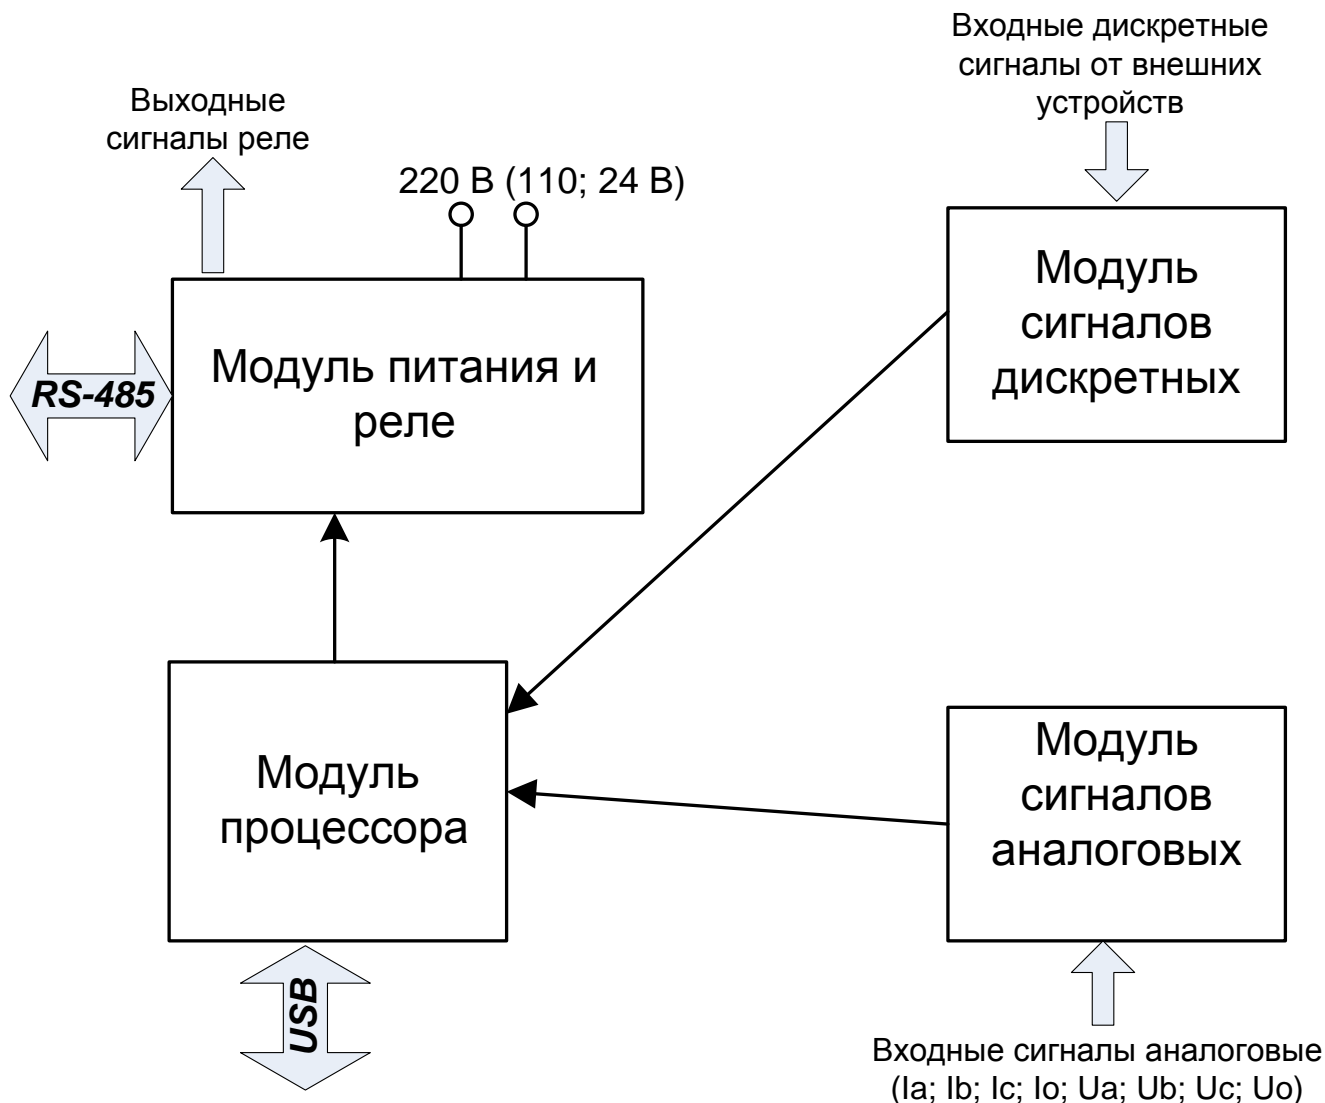 Входные дискретные
сигналы от внешних
устройств
Выходные
сигналы реле
220 В (110; 24 В)
Модуль
сигналов
дискретных
Модуль питания и
реле
RS-485
Модуль
процессора
Модуль
сигналов
аналоговых
USB
Входные сигналы аналоговые
(Ia; Ib; Ic; Io; Ua; Ub; Uc; Uo)